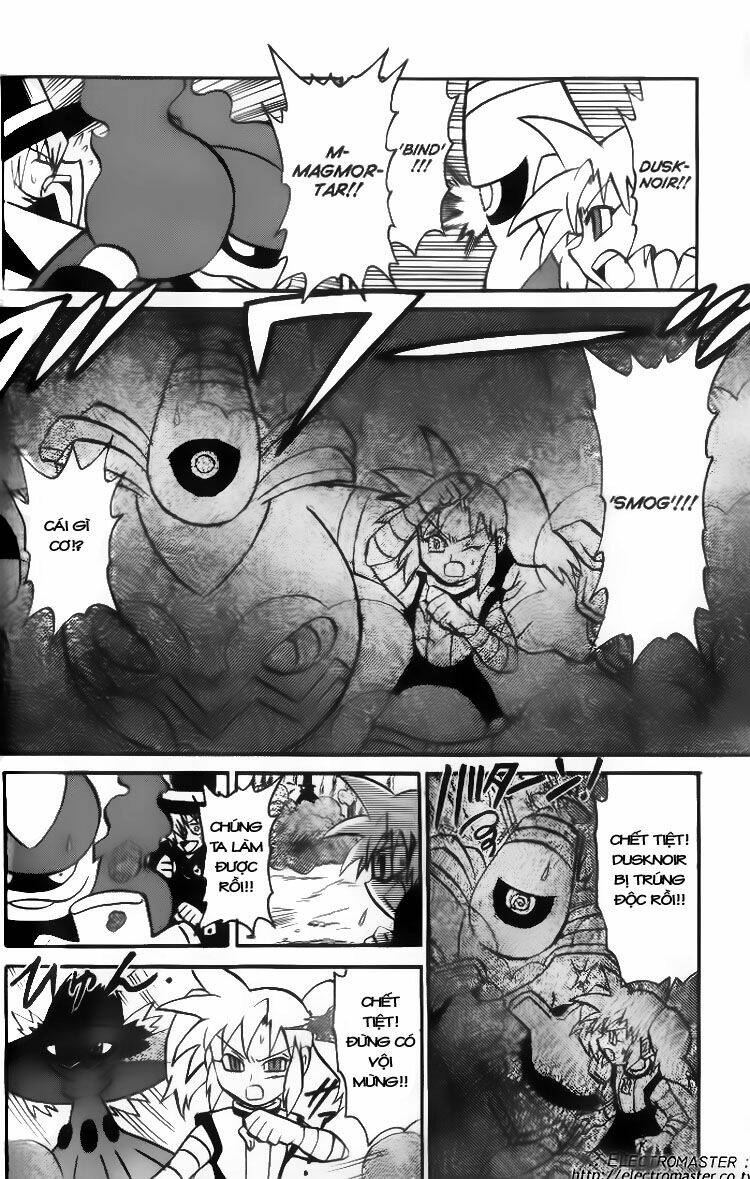 DUSK-
NOIR!!
'BIND'
!!!
M-
MAGMOR-
TAR!!
'SMOG'!!!
CÁI GÌ
CƠ!?
CHẾT TIỆT!
DUSKNOIR
BỊ TRÚNG
ĐỘC RỒI!!
CHÚNG
TA LÀM
ĐƯỢC
RỒI!!
CHẾT
TIỆT!
ĐỪNG CÓ
VỘI
MỪNG!!
ELECTROMASTER :
http://electromaster.co.tv